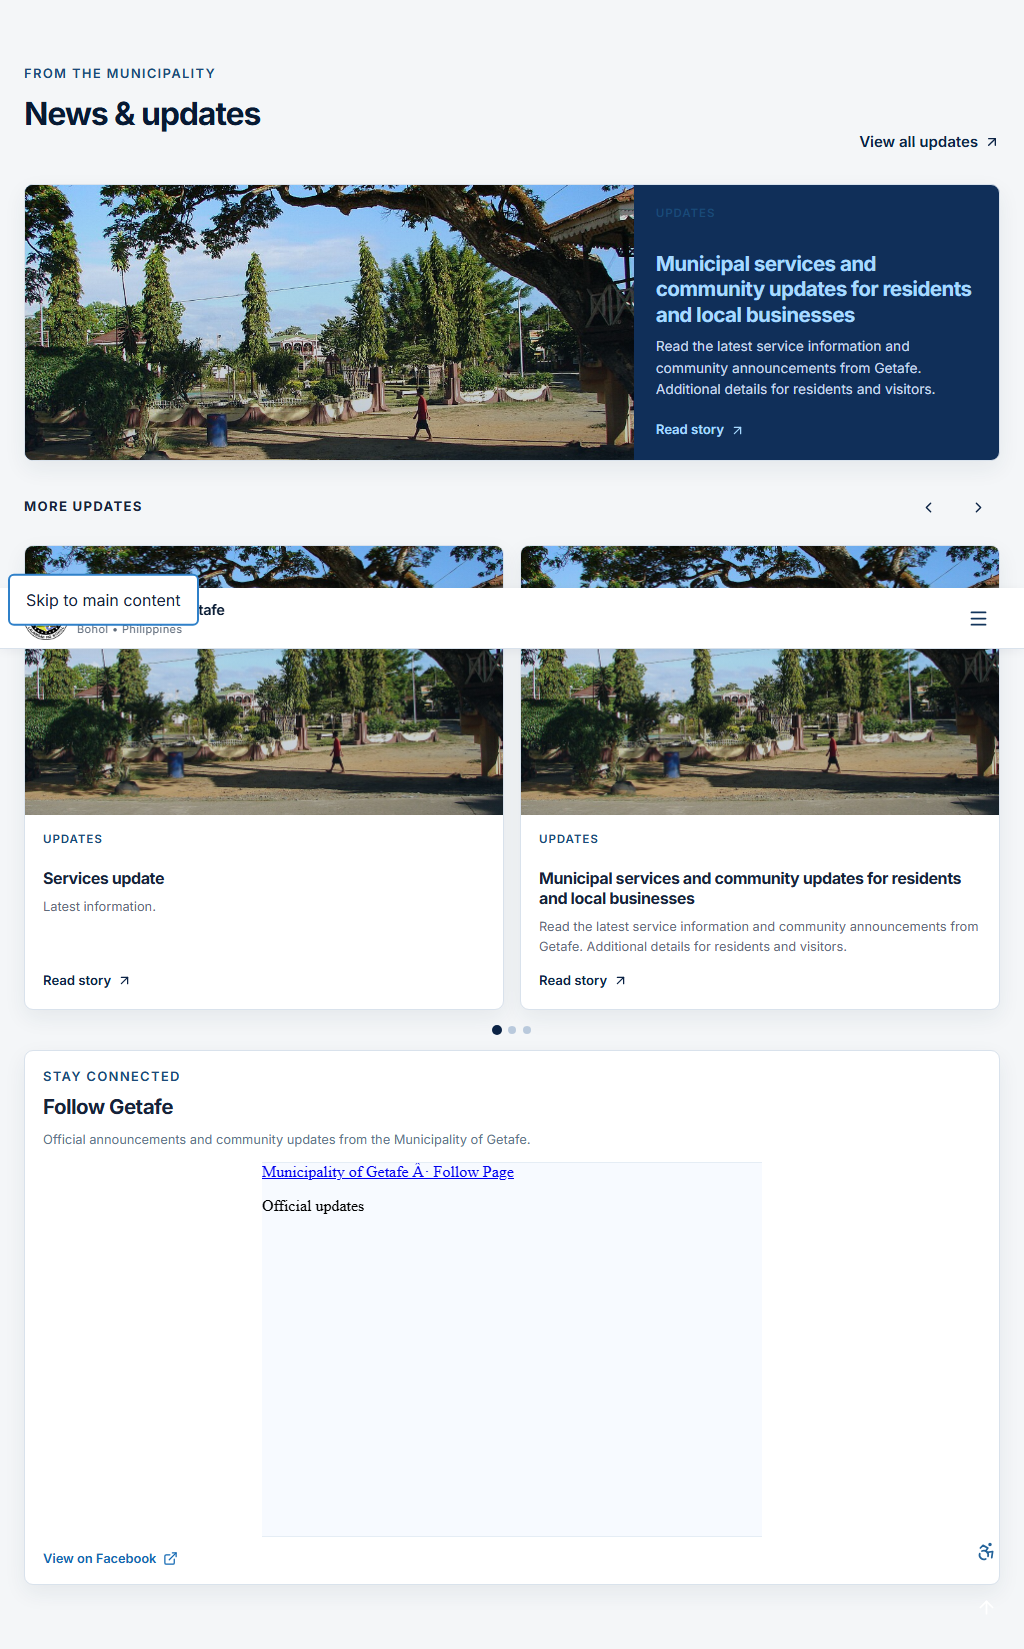 FROM THE MUNICIPALITY
News & updates
View all updates
UPDATES
Municipal services and
community updates for residents
and local businesses
Read the latest service information and
community announcements from Getafe.
Additional details for residents and visitors.
Read story
MORE UPDATES
Skip to main content
tafe
Bohol • Philippines
UPDATES
Services update
Latest information.
Read story
UPDATES
Municipal services and community updates for residents
and local businesses
Read the latest service information and community announcements from
Getafe. Additional details for residents and visitors.
Read story
STAY CONNECTED
Follow Getafe
Official announcements and community updates from the Municipality of Getafe.
Municipality of Getafe Â· Follow Page
Official updates
View on Facebook